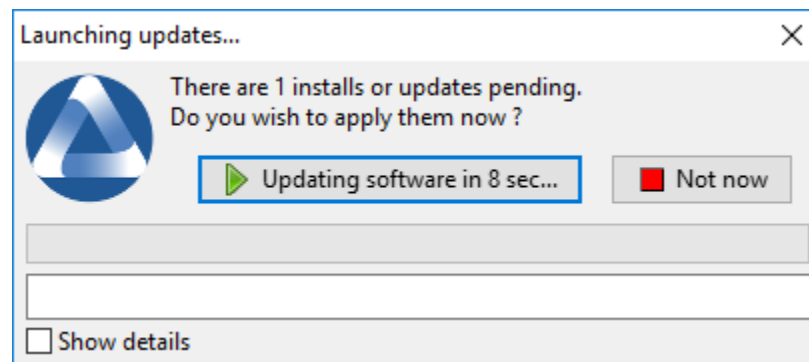 Launching updates...
There are 1 installs or updates pending.
Do you wish to apply them now ?
Updating software in 8 sec...
Not now
Show details